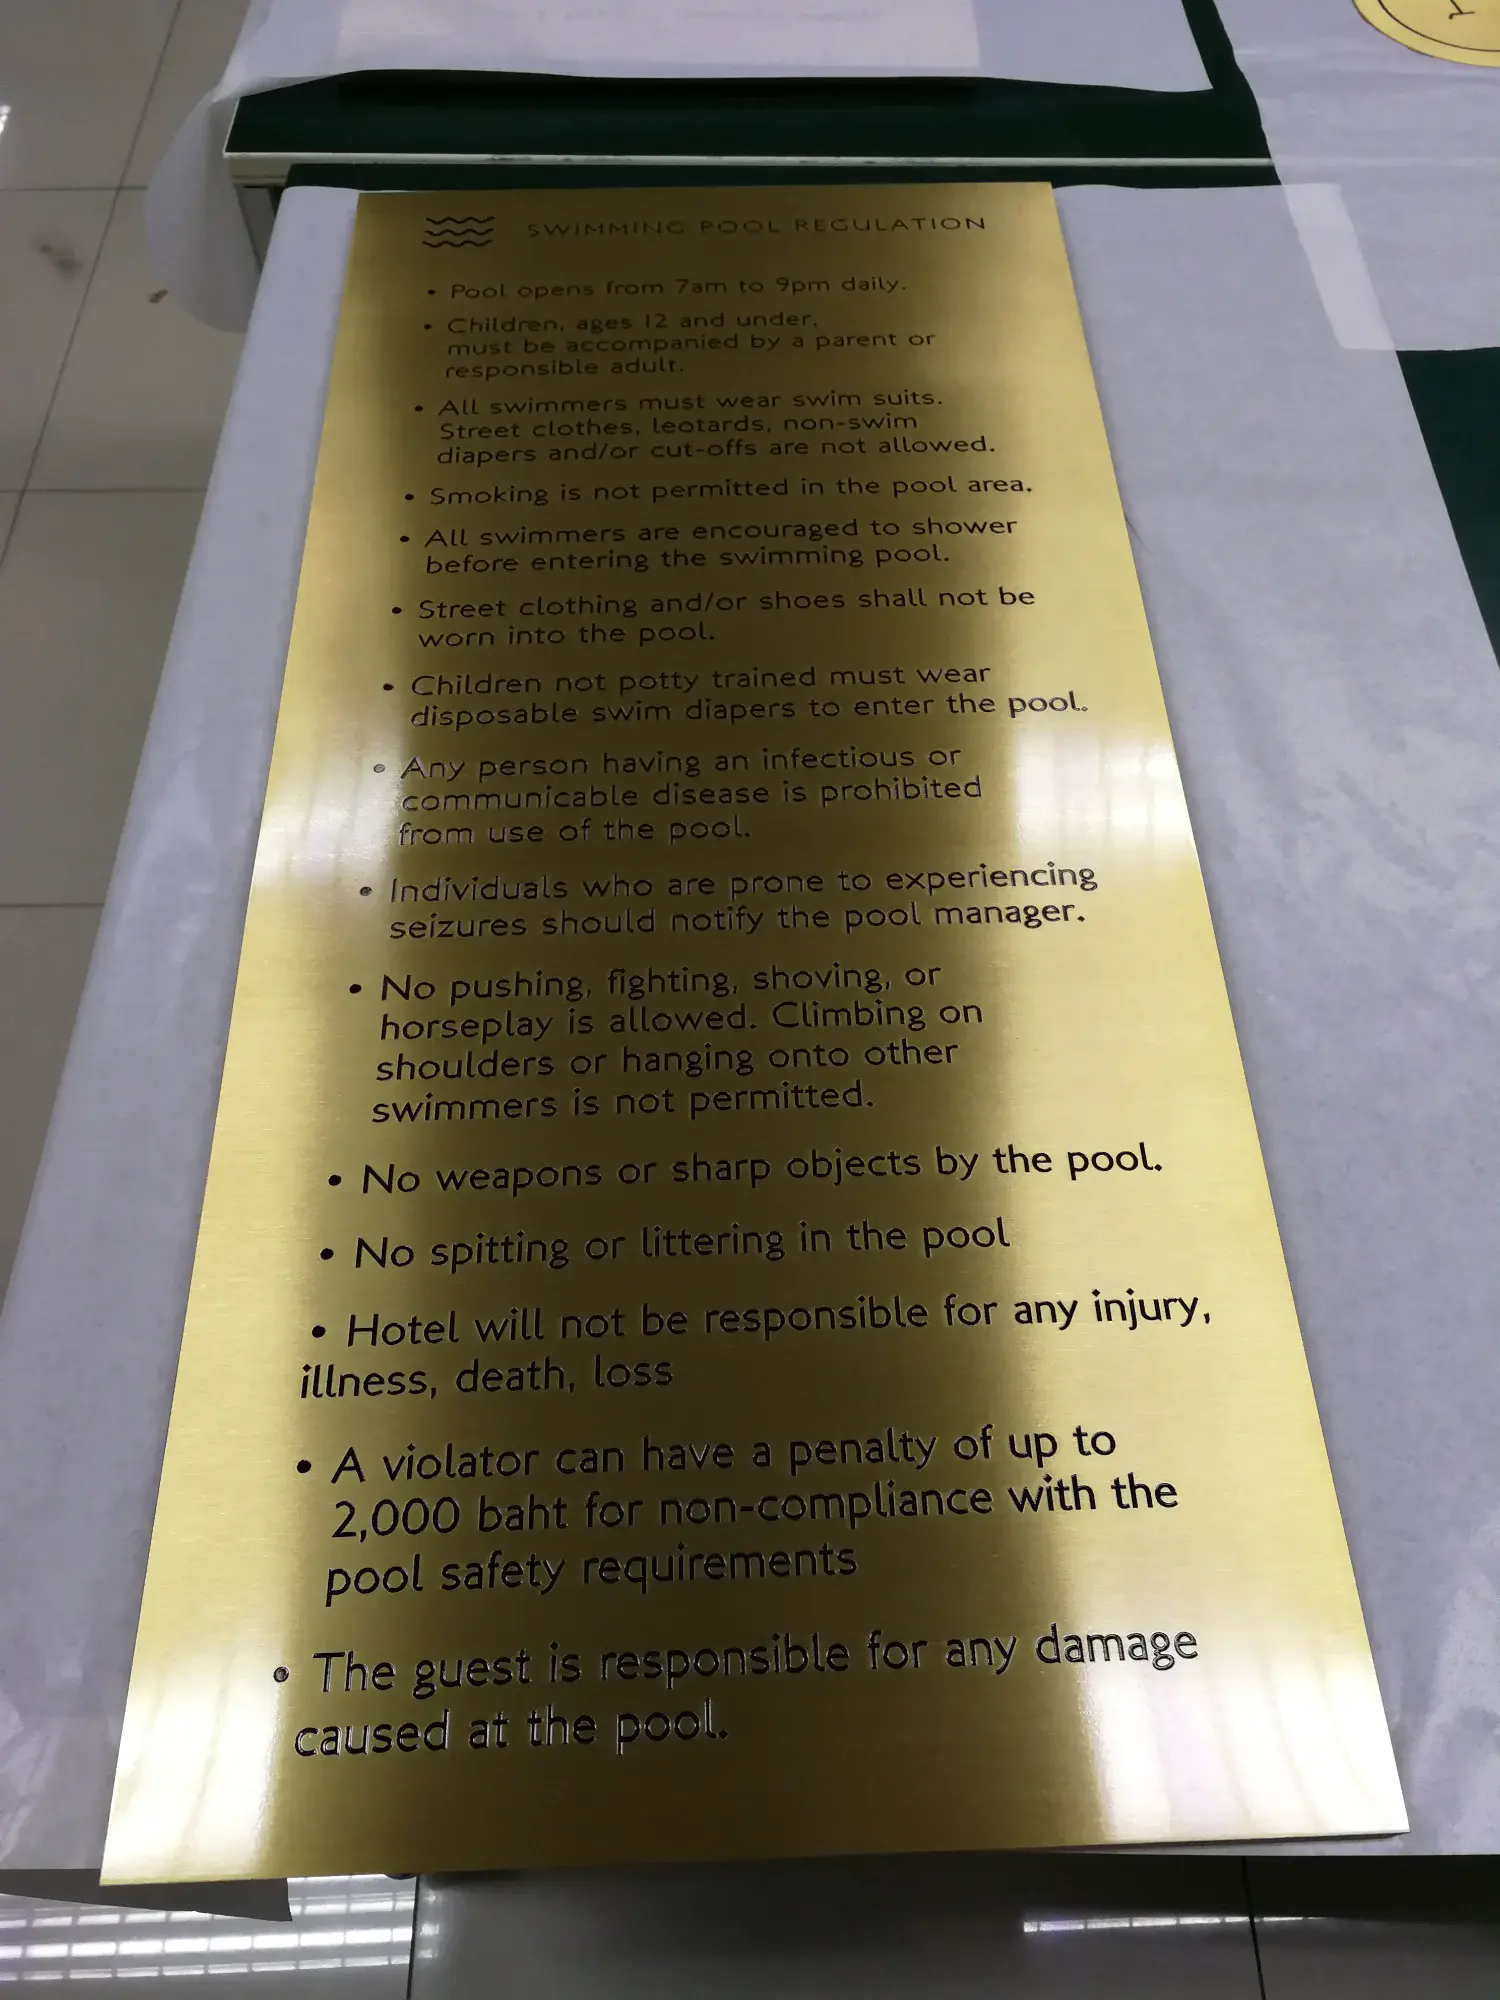 SWIMMING POOL REGULATION
• Pool opens from 7am to 9pm daily.
• Children, ages 12 and under,
must be accompanied by a parent or
responsible adult.
• All swimmers must wear swim suits.
Street clothes, leotards, non-swim
diapers and/or cut-offs are not allowed.
• Smoking is not permitted in the pool area.
• All swimmers are encouraged to shower
before entering the swimming pool.
• Street clothing and/or shoes shall not be
worn into the pool.
• Children not potty trained must wear
disposable swim diapers to enter the pool.
• Any person having an infectious or
communicable disease is prohibited
from use of the pool.
• Individuals who are prone to experiencing
seizures should notify the pool manager.
• No pushing, fighting, shoving, or
horseplay is allowed. Climbing on
shoulders or hanging onto other
swimmers is not permitted.
• No weapons or sharp objects by the pool.
• No spitting or littering in the pool
• Hotel will not be responsible for any injury,
illness, death, loss
• A violator can have a penalty of up to
2,000 baht for non-compliance with the
pool safety requirements
• The guest is responsible for any damage
caused at the pool.